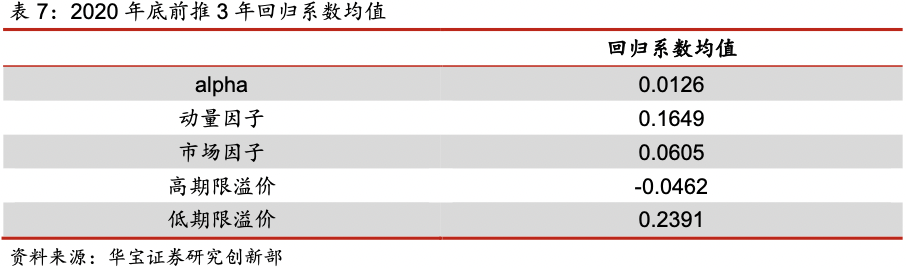 表 7：2020 年底前推 3 年回归系数均值
回归系数均值
alpha 0.0126
动量因子 0.1649
市场因子 0.0605
高期限溢价 -0.0462
低期限溢价 0.2391
资料来源：华宝证券研究创新部